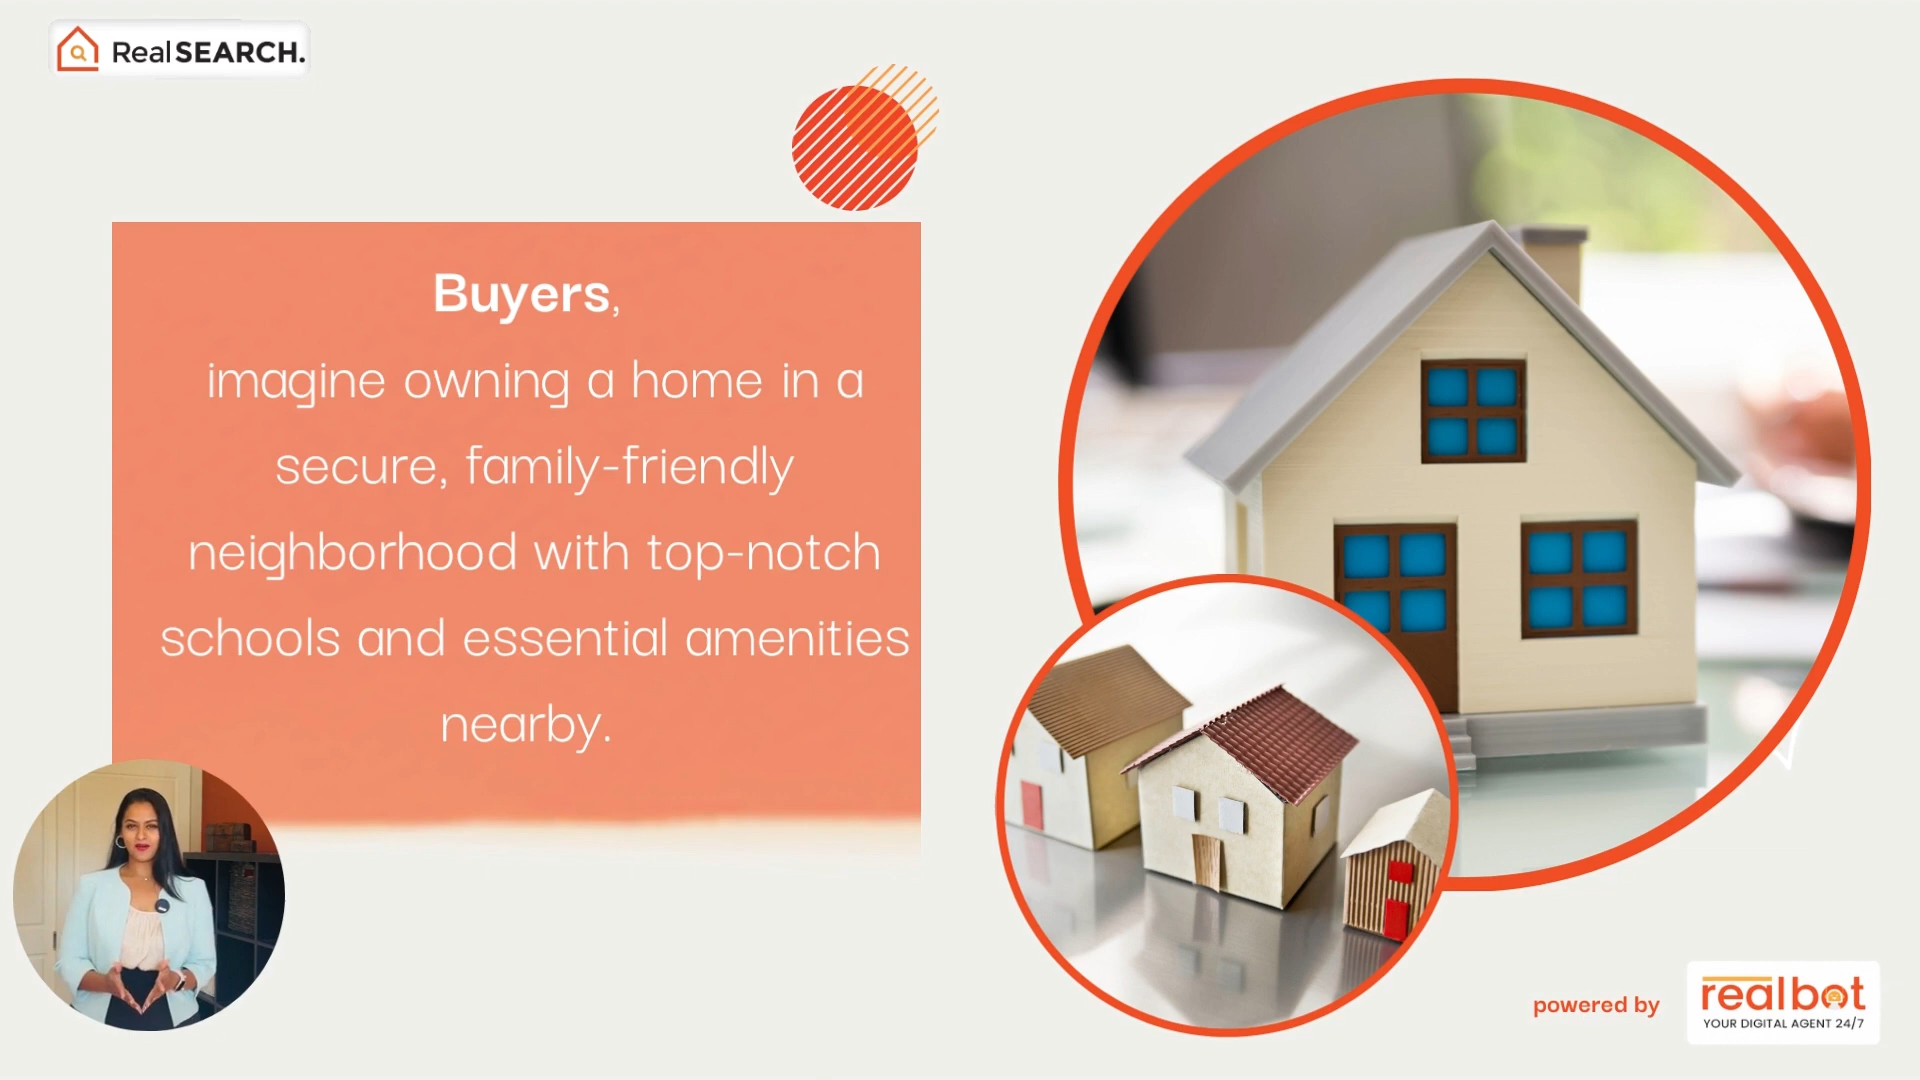 RealSEARCH.
Buyers,
imagine owning a home in a
secure, family-friendly
neighborhood with top-notch
schools and essential amenities
nearby.
powered by
realbot
YOUR DIGITAL AGENT 24/7